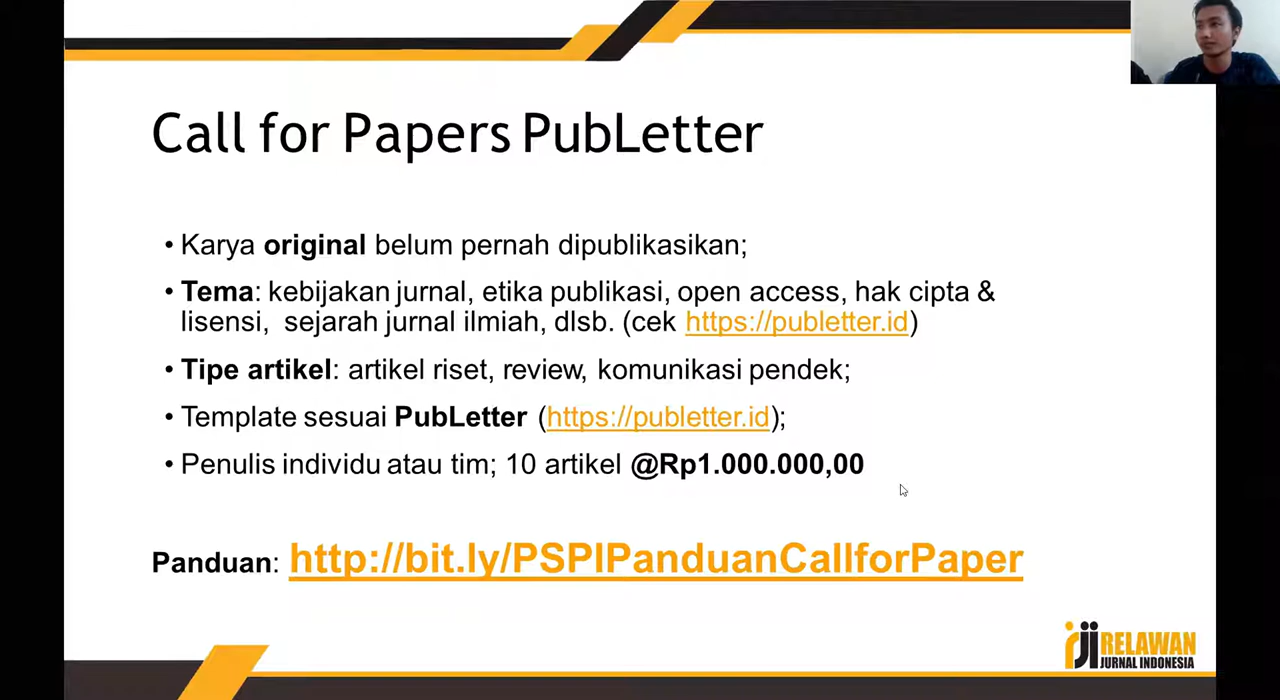 Call for Papers PubLetter
• Karya original belum pernah dipublikasikan;
• Tema: kebijakan jurnal, etika publikasi, open access, hak cipta &
lisensi, sejarah jurnal ilmiah, dlsb. (cek https://publetter.id)
• Tipe artikel: artikel riset, review, komunikasi pendek;
• Template sesuai PubLetter (https://publetter.id);
• Penulis individu atau tim; 10 artikel @Rp1.000.000,00
Panduan: http://bit.ly/PSPIPanduanCallforPaper
rji RELAWAN
JURNAL INDONESIA